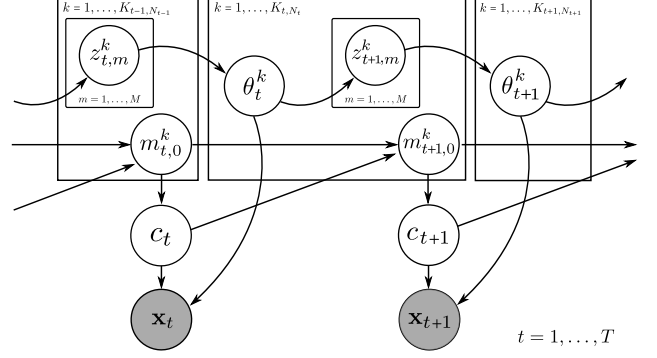 k = 1, . . . , K_{t−1,N_{t−1}}
k = 1, . . . , K_{t,N_t}
k = 1, . . . , K_{t+1,N_{t+1}}
z^k_{t,m}
m = 1, . . . , M
θ^k_t
z^k_{t+1,m}
m = 1, . . . , M
θ^k_{t+1}
m^k_{t,0}
m^k_{t+1,0}
c_t
c_{t+1}
x_t
x_{t+1}
t = 1, . . . , T